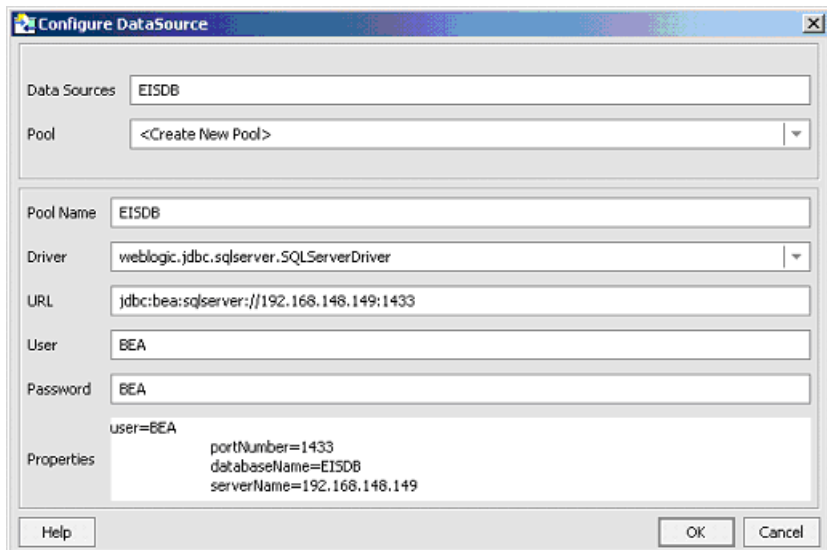 Configure DataSource
Data Sources EISDB
Pool <Create New Pool>
Pool Name EISDB
Driver weblogic.jdbc.sqlserver.SQLServerDriver
URL jdbc:bea:sqlserver://192.168.148.149:1433
User BEA
Password BEA
Properties
user=BEA
portNumber=1433
databaseName=EISDB
serverName=192.168.148.149
Help OK Cancel